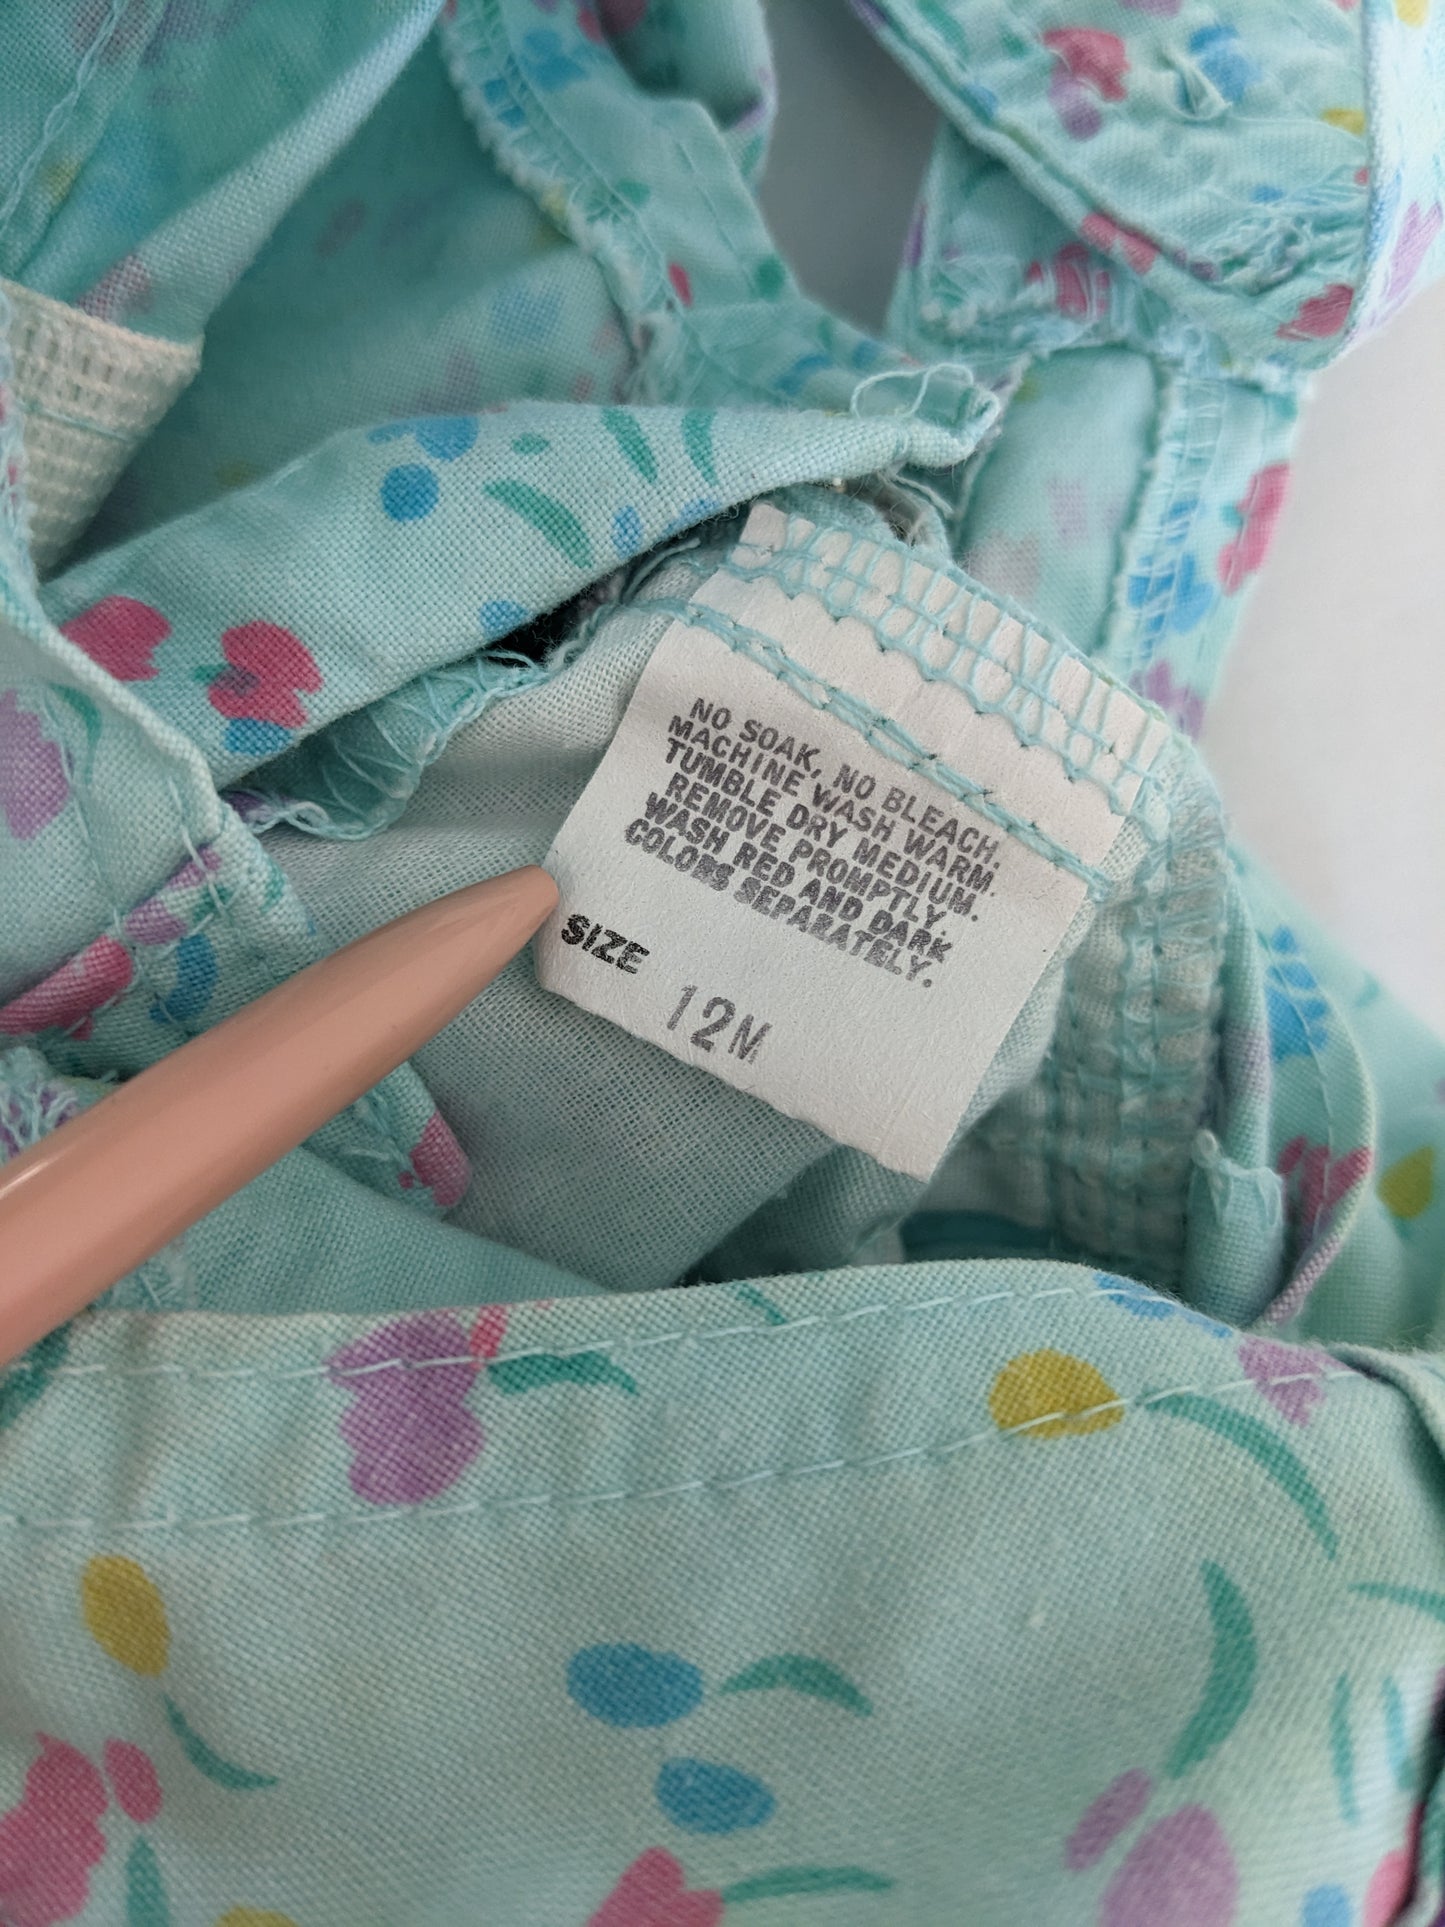 NO SOAK, NO BLEACH.
MACHINE WASH WARM.
TUMBLE DRY MEDIUM.
REMOVE PROMPTLY.
WASH RED AND DARK
COLORS SEPARATELY.
SIZE
12M